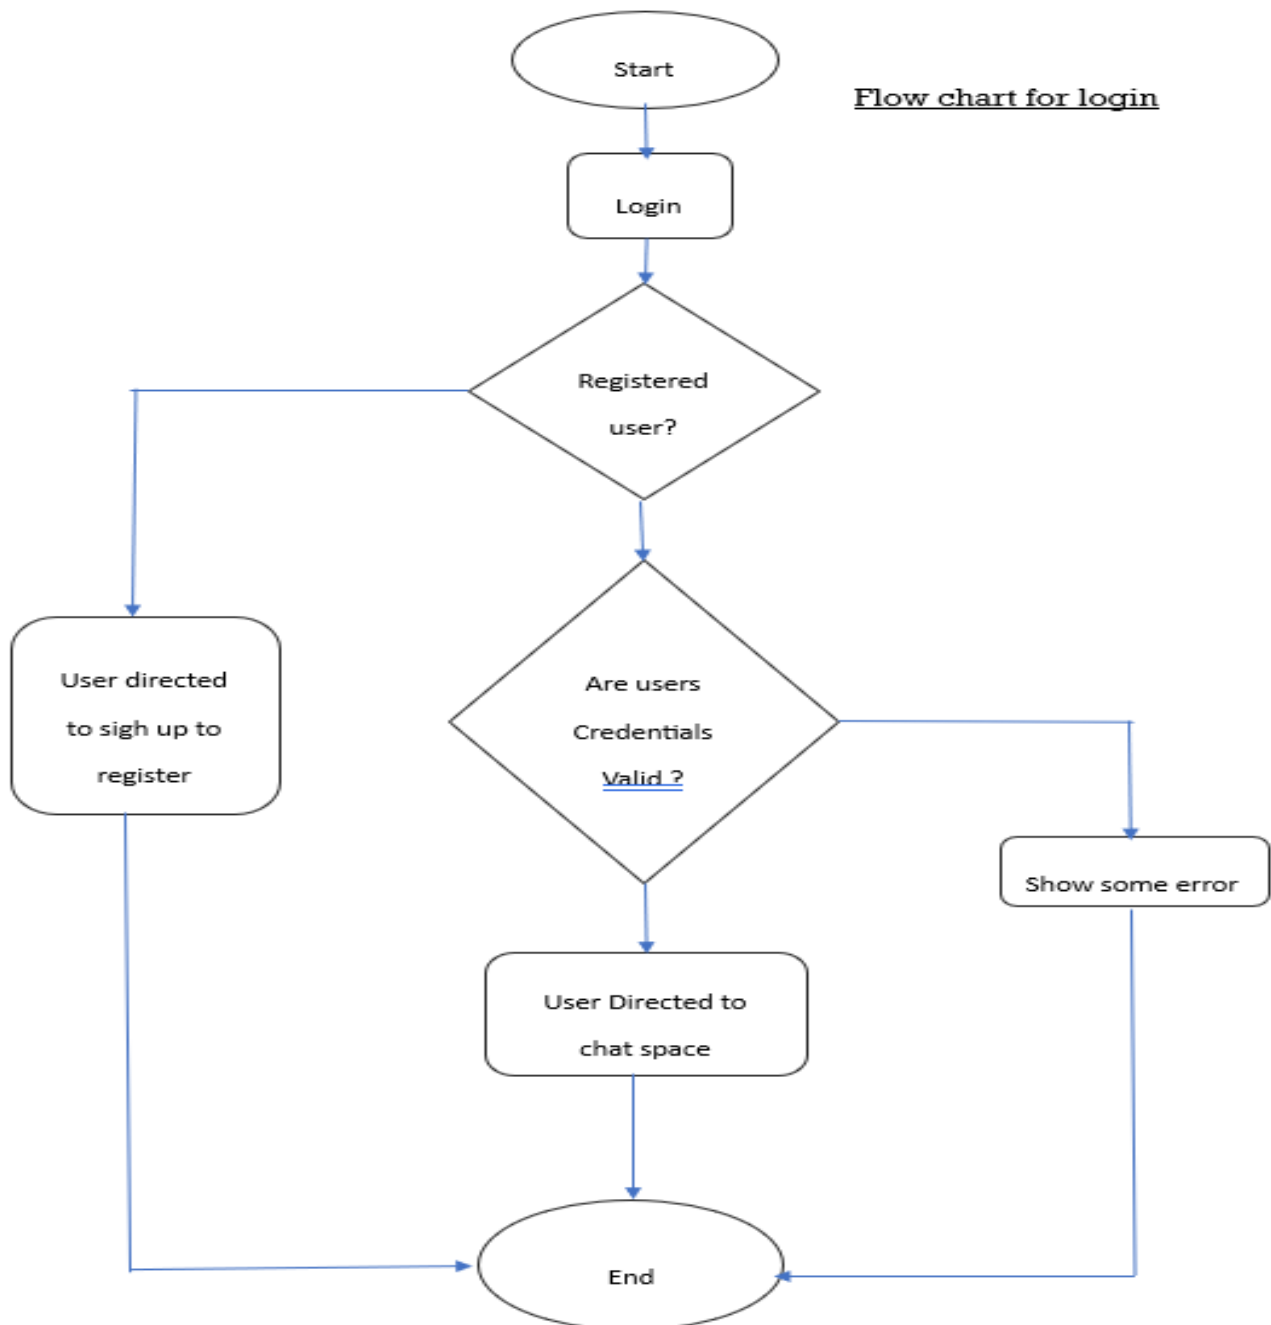 Start
Flow chart for login
Login
Registered
user?
User directed
to sigh up to
register
Are users
Credentials
Valid ?
Show some error
User Directed to
chat space
End